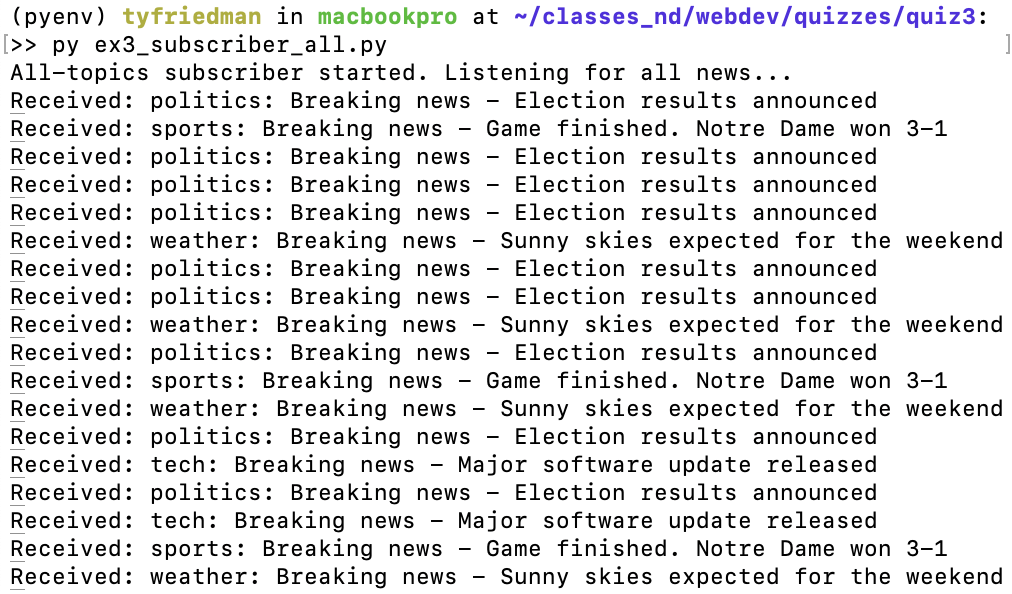 (pyenv) tyfriedman in macbookpro at ~/classes_nd/webdev/quizzes/quiz3:
[>> py ex3_subscriber_all.py ]
All-topics subscriber started. Listening for all news...
Received: politics: Breaking news - Election results announced
Received: sports: Breaking news - Game finished. Notre Dame won 3-1
Received: politics: Breaking news - Election results announced
Received: politics: Breaking news - Election results announced
Received: politics: Breaking news - Election results announced
Received: weather: Breaking news - Sunny skies expected for the weekend
Received: politics: Breaking news - Election results announced
Received: politics: Breaking news - Election results announced
Received: weather: Breaking news - Sunny skies expected for the weekend
Received: politics: Breaking news - Election results announced
Received: sports: Breaking news - Game finished. Notre Dame won 3-1
Received: weather: Breaking news - Sunny skies expected for the weekend
Received: politics: Breaking news - Election results announced
Received: tech: Breaking news - Major software update released
Received: politics: Breaking news - Election results announced
Received: tech: Breaking news - Major software update released
Received: sports: Breaking news - Game finished. Notre Dame won 3-1
Received: weather: Breaking news - Sunny skies expected for the weekend